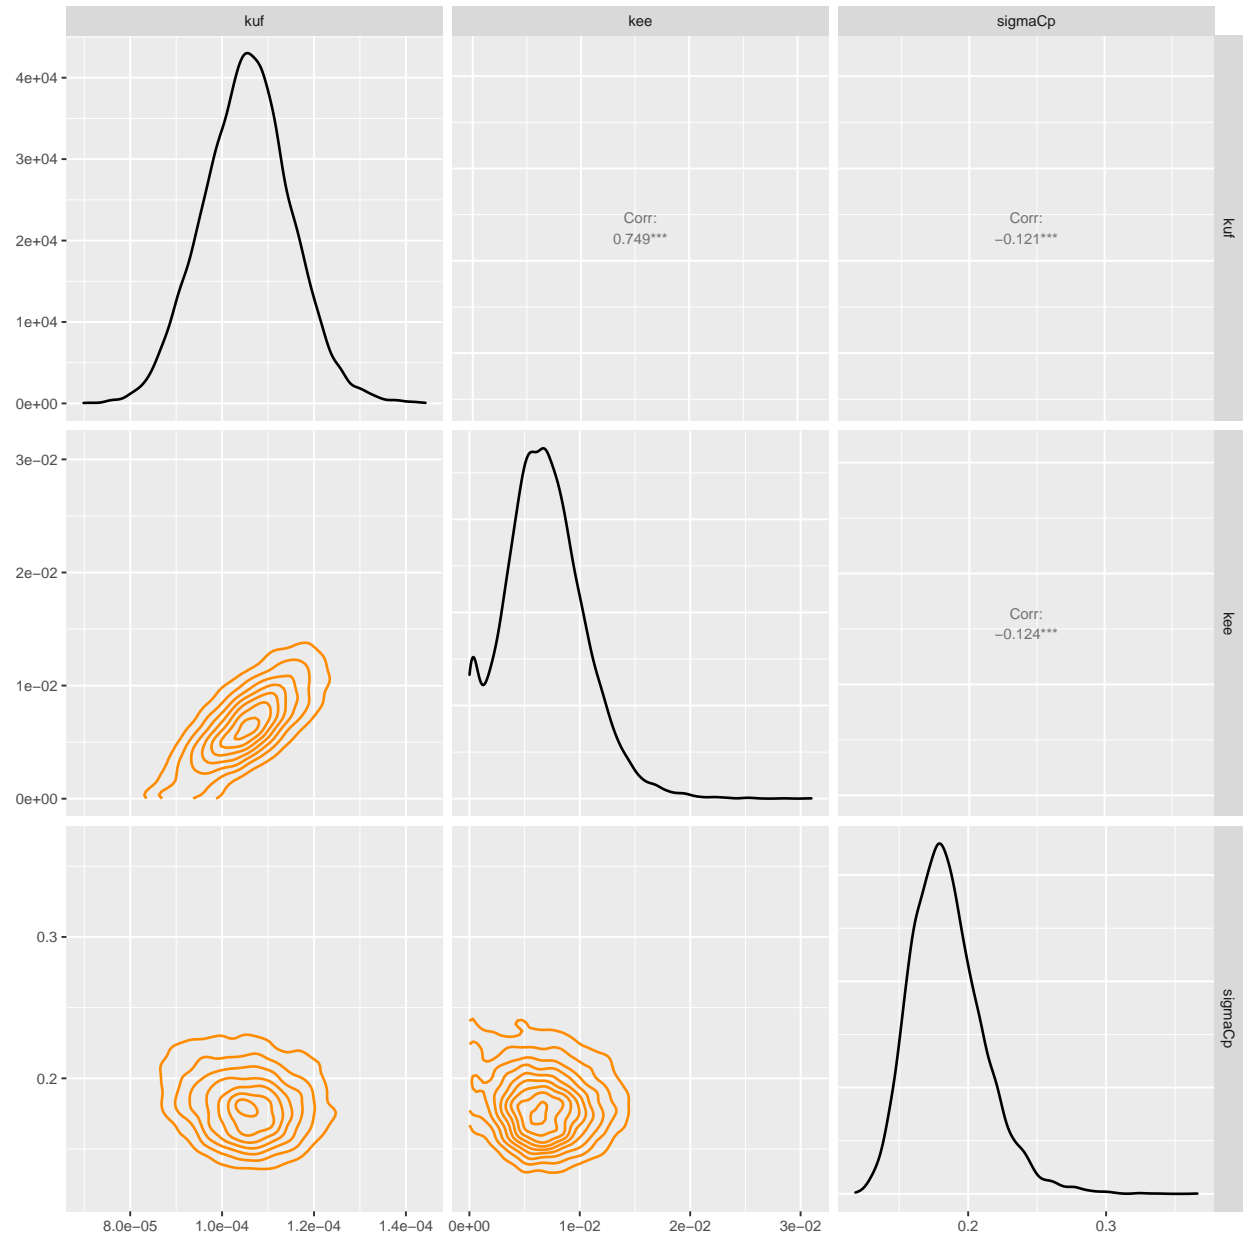 kuf
kee
sigmaCp
4e+04
3e+04
2e+04
1e+04
0e+00
Corr:
0.749***
Corr:
−0.121***
kuf
3e−02
2e−02
1e−02
0e+00
Corr:
−0.124***
kee
0.3
0.2
sigmaCp
8.0e−05 1.0e−04 1.2e−04 1.4e−04
0e+00 1e−02 2e−02 3e−02
0.2 0.3